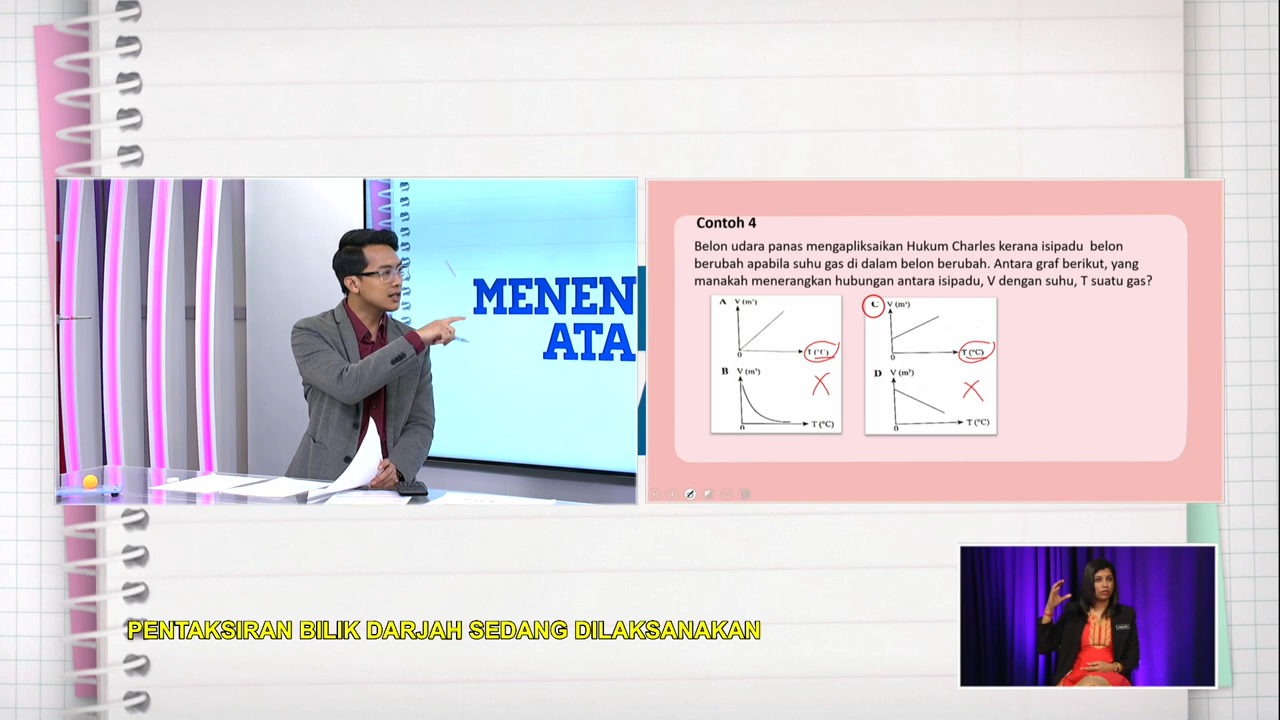 MENEN
ATA
Contoh 4
Belon udara panas mengapliksaikan Hukum Charles kerana isipadu belon
berubah apabila suhu gas di dalam belon berubah. Antara graf berikut, yang
manakah menerangkan hubungan antara isipadu, V dengan suhu, T suatu gas?
A V (m³)
0 T (°C)
B V (m³)
0 T (°C)
C V (m³)
0 T (°C)
D V (m³)
0 T (°C)
PENTAKSIRAN BILIK DARJAH SEDANG DILAKSANAKAN